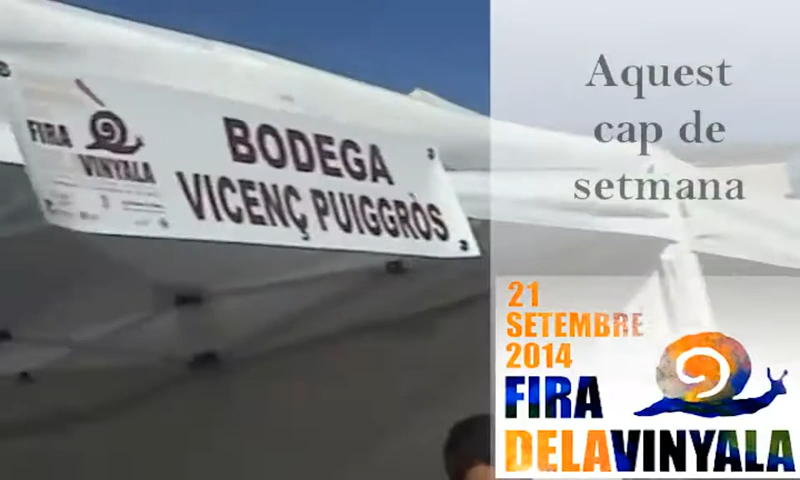 FIRA
VINYALA
BODEGA
VICENÇ PUIGGRÒS
Aquest
cap de
setmana
21
SETEMBRE
2014
FIRA
DELAVINYALA